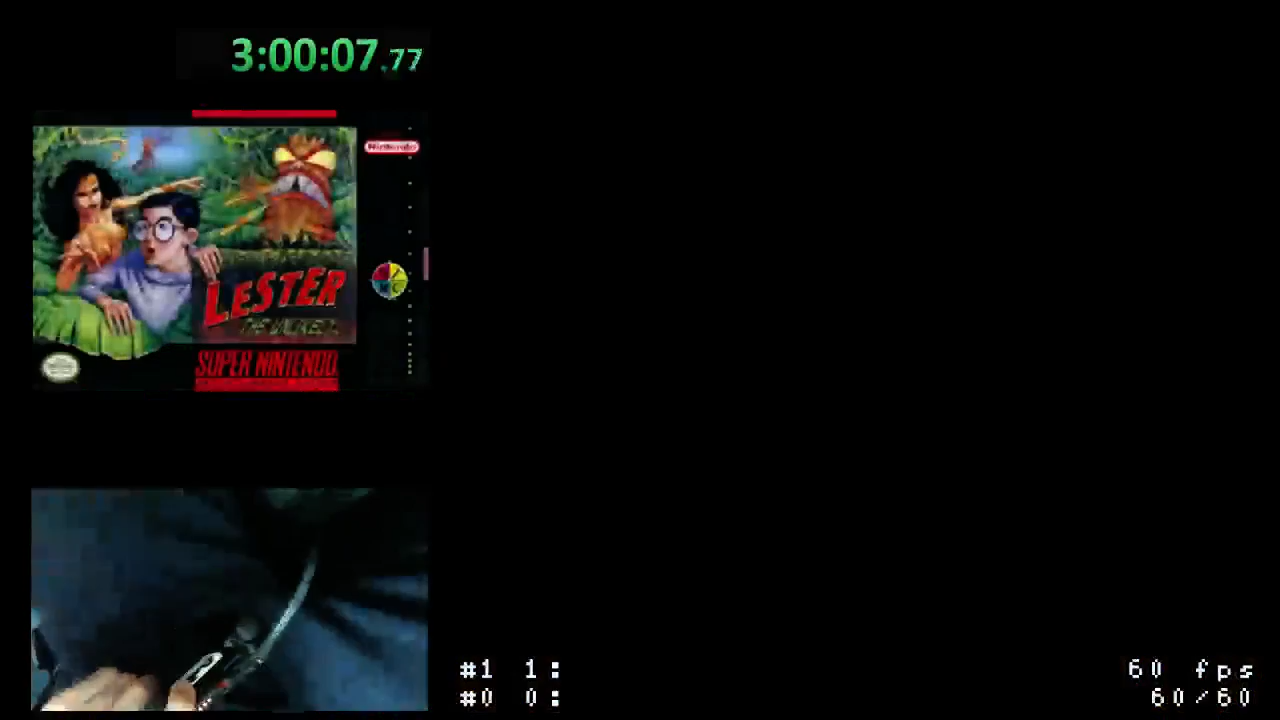 3:00:07.77
Nintendo
LESTER
THE UNLIKELY
SUPER NINTENDO
#1 1:
60 fps
#0 0:
60/60